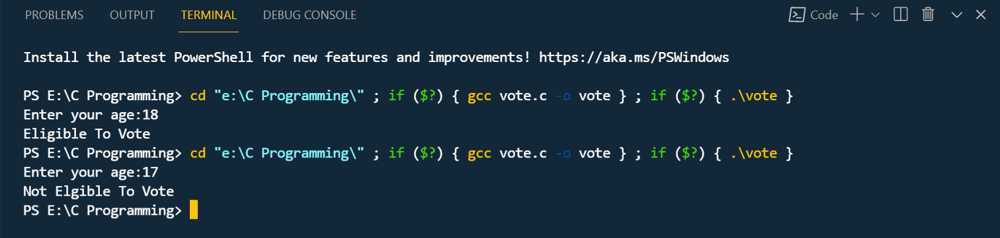 PROBLEMS OUTPUT TERMINAL DEBUG CONSOLE Code
Install the latest PowerShell for new features and improvements! https://aka.ms/PSWindows
PS E:\C Programming> cd "e:\C Programming\" ; if ($?) { gcc vote.c -o vote } ; if ($?) { .\vote }
Enter your age:18
Eligible To Vote
PS E:\C Programming> cd "e:\C Programming\" ; if ($?) { gcc vote.c -o vote } ; if ($?) { .\vote }
Enter your age:17
Not Elgible To Vote
PS E:\C Programming>